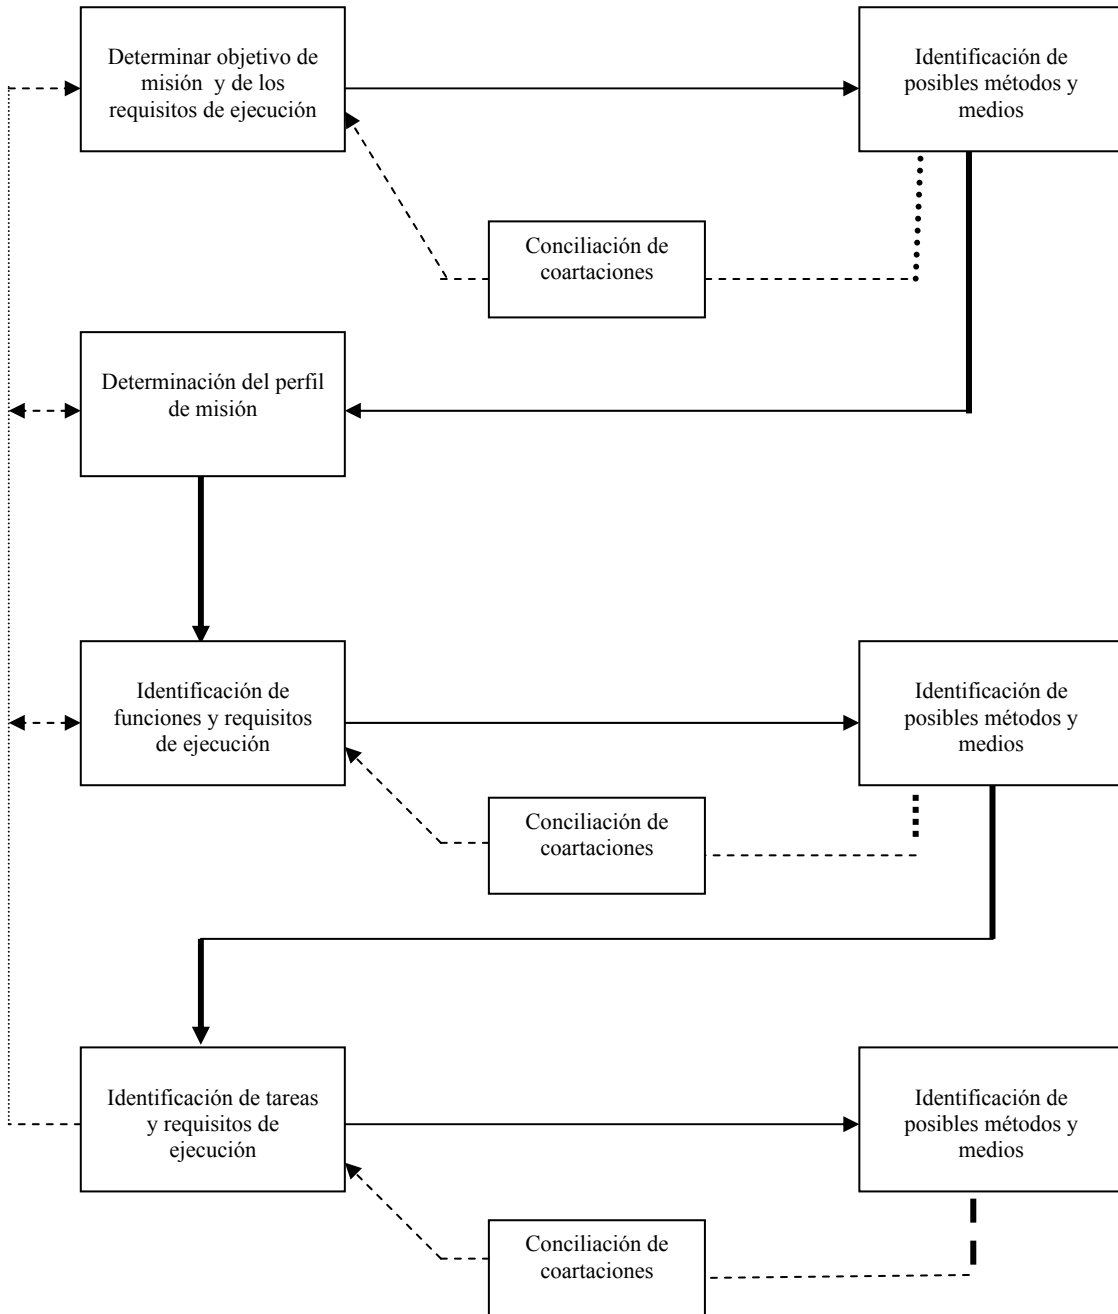 Determinar objetivo de
misión y de los
requisitos de ejecución
Identificación de
posibles métodos y
medios
Conciliación de
coartaciones
Determinación del perfil
de misión
Identificación de
funciones y requisitos
de ejecución
Identificación de
posibles métodos y
medios
Conciliación de
coartaciones
Identificación de tareas
y requisitos de
ejecución
Identificación de
posibles métodos y
medios
Conciliación de
coartaciones